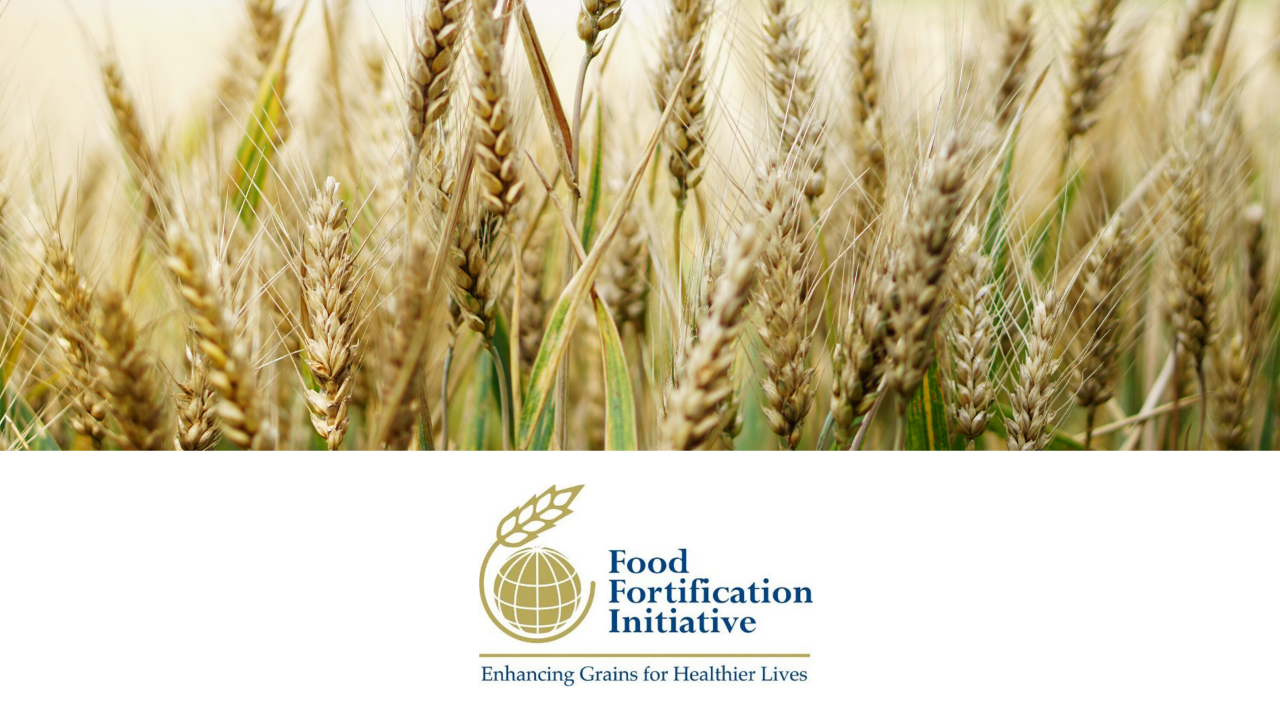 Food
Fortification
Initiative
Enhancing Grains for Healthier Lives